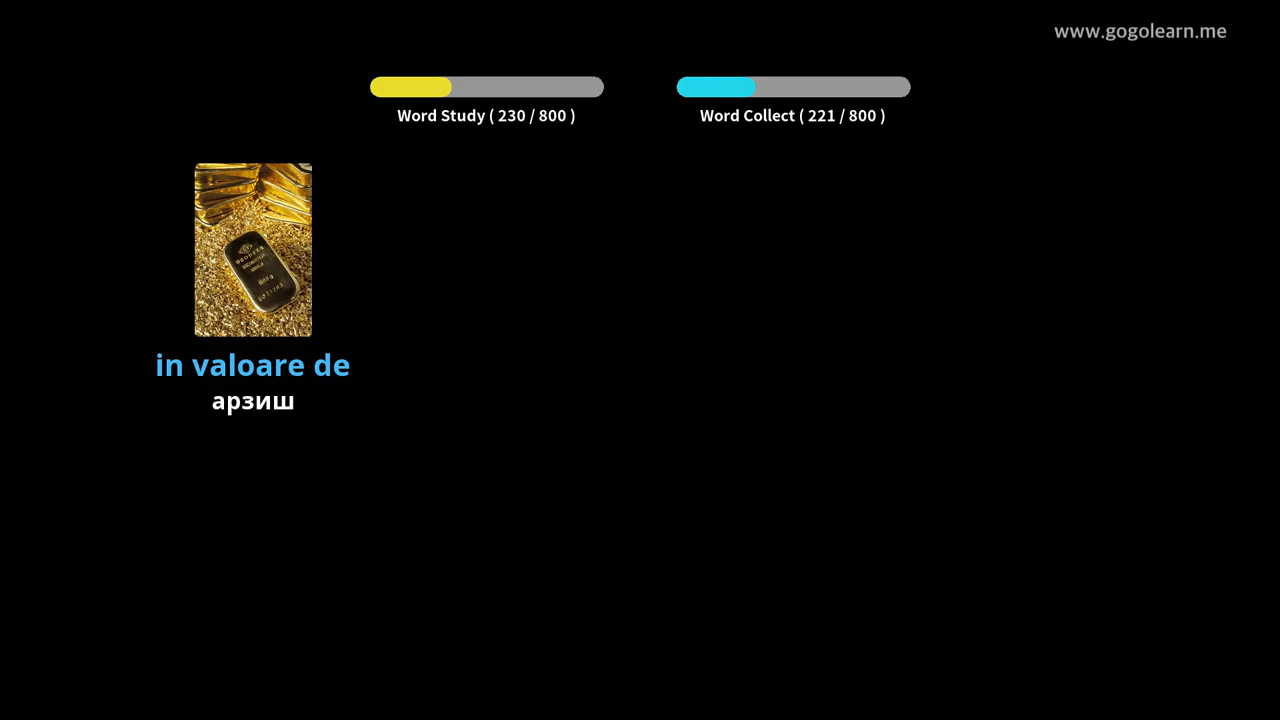 www.gogolearn.me
Word Study ( 230 / 800 )
Word Collect ( 221 / 800 )
in valoare de
арзиш